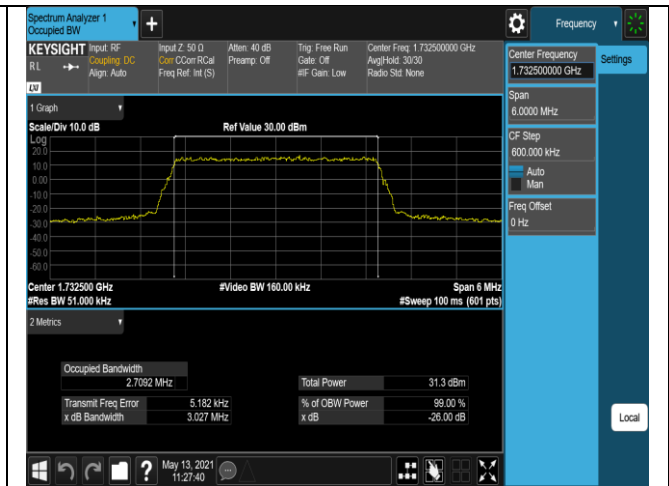 Spectrum Analyzer 1
Occupied BW
+
Frequency
KEYSIGHT
RL
LXI
Input: RF
Coupling: DC
Align: Auto
Input Z: 50 Ω
Corr CCorr RCal
Freq Ref: Int (S)
Atten: 40 dB
Preamp: Off
Trig: Free Run
Gate: Off
#IF Gain: Low
Center Freq: 1.732500000 GHz
Avg|Hold: 30/30
Radio Std: None
Center Frequency
1.732500000 GHz
Settings
Span
6.0000 MHz
CF Step
600.000 kHz
Auto
Man
Freq Offset
0 Hz
Local
1 Graph
Scale/Div 10.0 dB
Ref Value 30.00 dBm
Log
20.0
10.0
0.00
-10.0
-20.0
-30.0
-40.0
-50.0
-60.0
Center 1.732500 GHz
#Video BW 160.00 kHz
Span 6 MHz
#Res BW 51.000 kHz
#Sweep 100 ms (601 pts)
2 Metrics
Occupied Bandwidth
2.7092 MHz
Total Power 31.3 dBm
Transmit Freq Error 5.182 kHz
% of OBW Power 99.00 %
x dB Bandwidth 3.027 MHz
x dB -26.00 dB
?
May 13, 2021
11:27:40